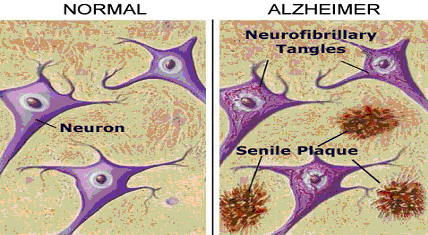 NORMAL
ALZHEIMER
Neurofibrillary
Tangles
Neuron
Senile Plaque